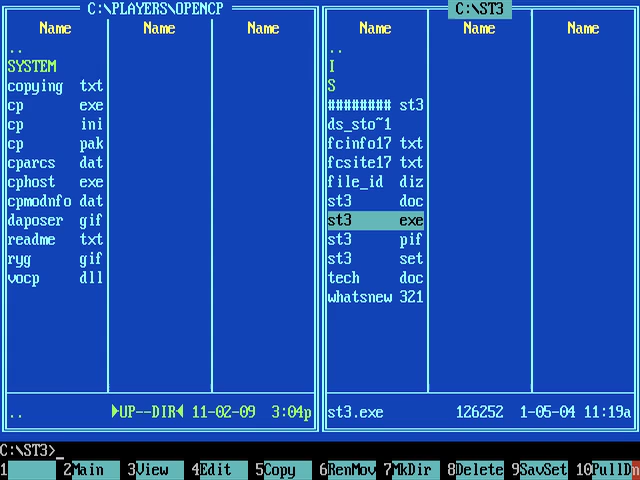 C:\PLAYERS\OPENCP
Name Name Name
..
SYSTEM
copying txt
cp exe
cp ini
cp pak
cparcs dat
cphost exe
cpmodnfo dat
daposer gif
readme txt
ryg gif
vocp dll
.. ►UP--DIR◄ 11-02-09 3:04p
C:\ST3
Name Name Name
..
I
S
######## st3
ds_sto~1
fcinfo17 txt
fcsite17 txt
file_id diz
st3 doc
st3 exe
st3 pif
st3 set
tech doc
whatsnew 321
st3.exe 126252 1-05-04 11:19a
C:\ST3>_
1 2Main 3View 4Edit 5Copy 6RenMov 7MkDir 8Delete 9SavSet 10PullDn